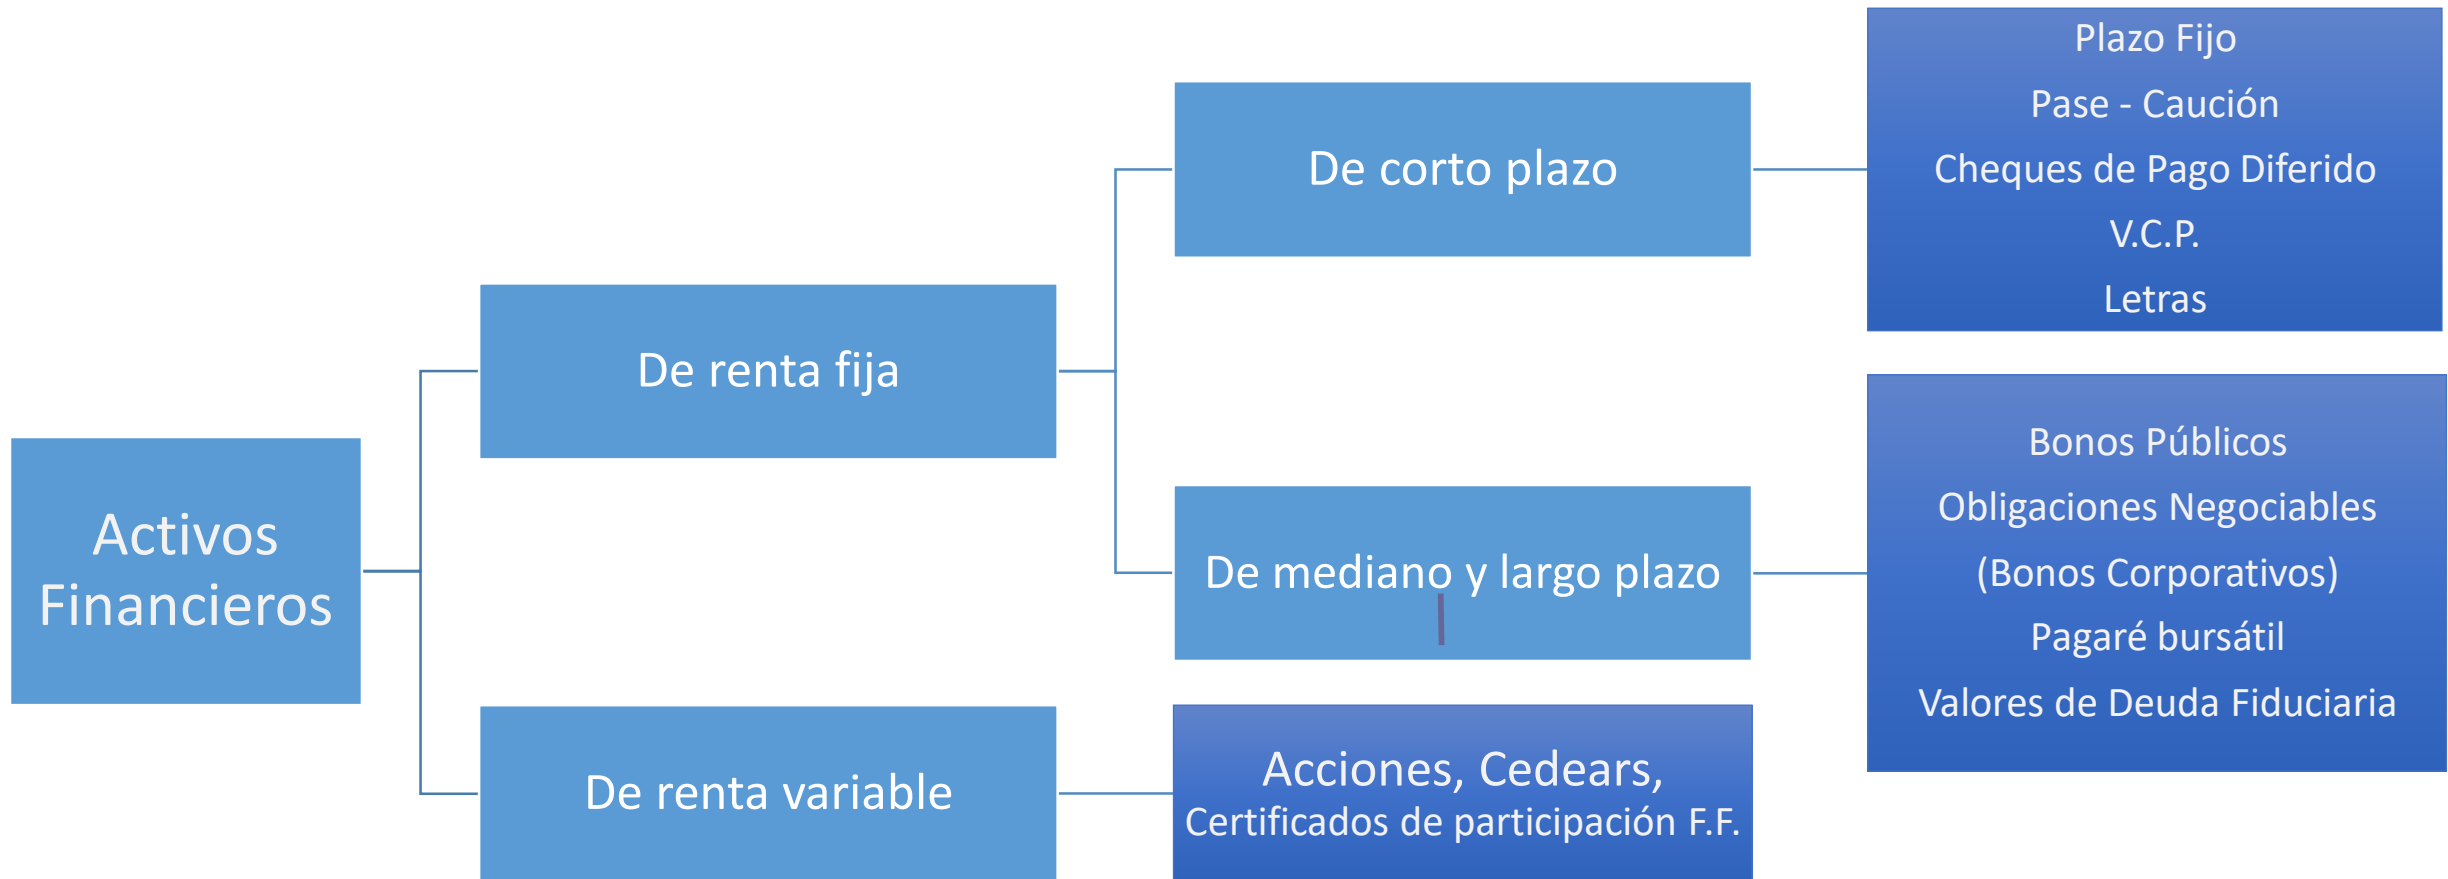 Activos
Financieros
De renta fija
De corto plazo
Plazo Fijo
Pase - Caución
Cheques de Pago Diferido
V.C.P.
Letras
De mediano y largo plazo
Bonos Públicos
Obligaciones Negociables
(Bonos Corporativos)
Pagaré bursátil
Valores de Deuda Fiduciaria
De renta variable
Acciones, Cedears,
Certificados de participación F.F.